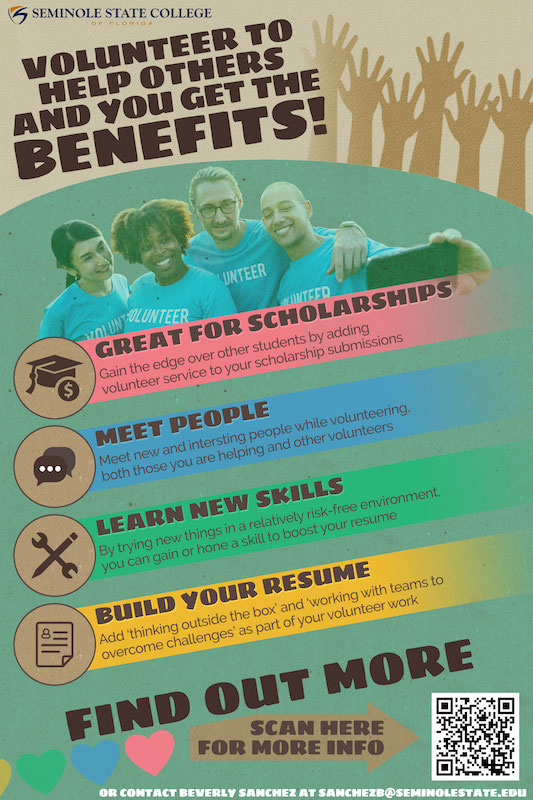 SEMINOLE STATE COLLEGE
OF FLORIDA
VOLUNTEER TO
HELP OTHERS
AND YOU GET THE
BENEFITS!
VOLUNTEER
VOLUNTEER
VOLUNTEER
VOLUNTEER
GREAT FOR SCHOLARSHIPS
Gain the edge over other students by adding
volunteer service to your scholarship submissions
$
MEET PEOPLE
Meet new and intersting people while volunteering,
both those you are helping and other volunteers
LEARN NEW SKILLS
By trying new things in a relatively risk-free environment,
you can gain or hone a skill to boost your resume
BUILD YOUR RESUME
Add 'thinking outside the box' and 'working with teams to
overcome challenges' as part of your volunteer work
FIND OUT MORE
SCAN HERE
FOR MORE INFO
OR CONTACT BEVERLY SANCHEZ AT SANCHEZB@SEMINOLESTATE.EDU